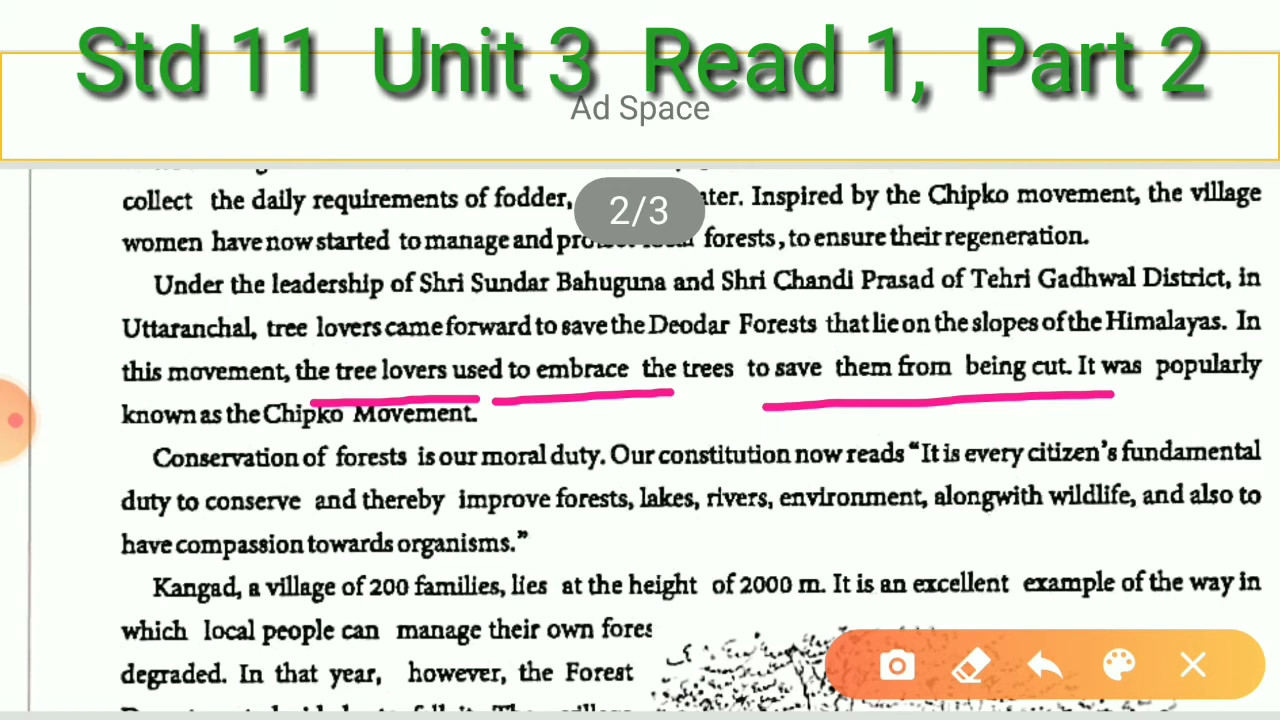 Std 11 Unit 3 Read 1, Part 2
Ad Space
collect the daily requirements of fodder, Inspired by the Chipko movement, the village
2/3
women have now started to manage and forests, to ensure their regeneration.
Under the leadership of Shri Sundar Bahuguna and Shri Chandi Prasad of Tehri Gadhwal District, in
Uttaranchal, tree lovers came forward to save the Deodar Forests that lie on the slopes of the Himalayas. In
this movement, the tree lovers used to embrace the trees to save them from being cut. It was popularly
known as the Chipko Movement.
Conservation of forests is our moral duty. Our constitution now reads “It is every citizen’s fundamental
duty to conserve and thereby improve forests, lakes, rivers, environment, alongwith wildlife, and also to
have compassion towards organisms.”
Kangad, a village of 200 families, lies at the height of 2000 m. It is an excellent example of the way in
which local people can manage their own fores
degraded. In that year, however, the Forest